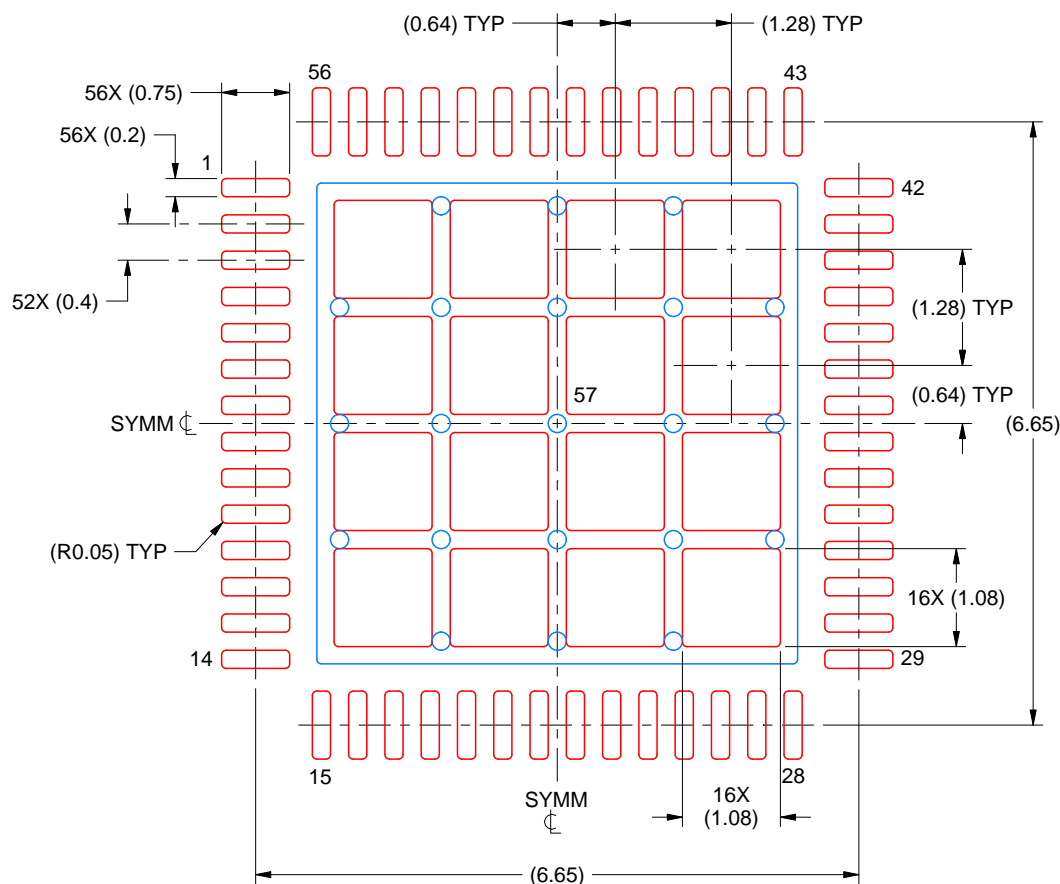 (0.64) TYP
(1.28) TYP
56
43
56X (0.75)
56X (0.2)
1
42
52X (0.4)
(1.28) TYP
57
(0.64) TYP
SYMM
(6.65)
(R0.05) TYP
16X (1.08)
14
29
15
28
SYMM
16X
(1.08)
(6.65)